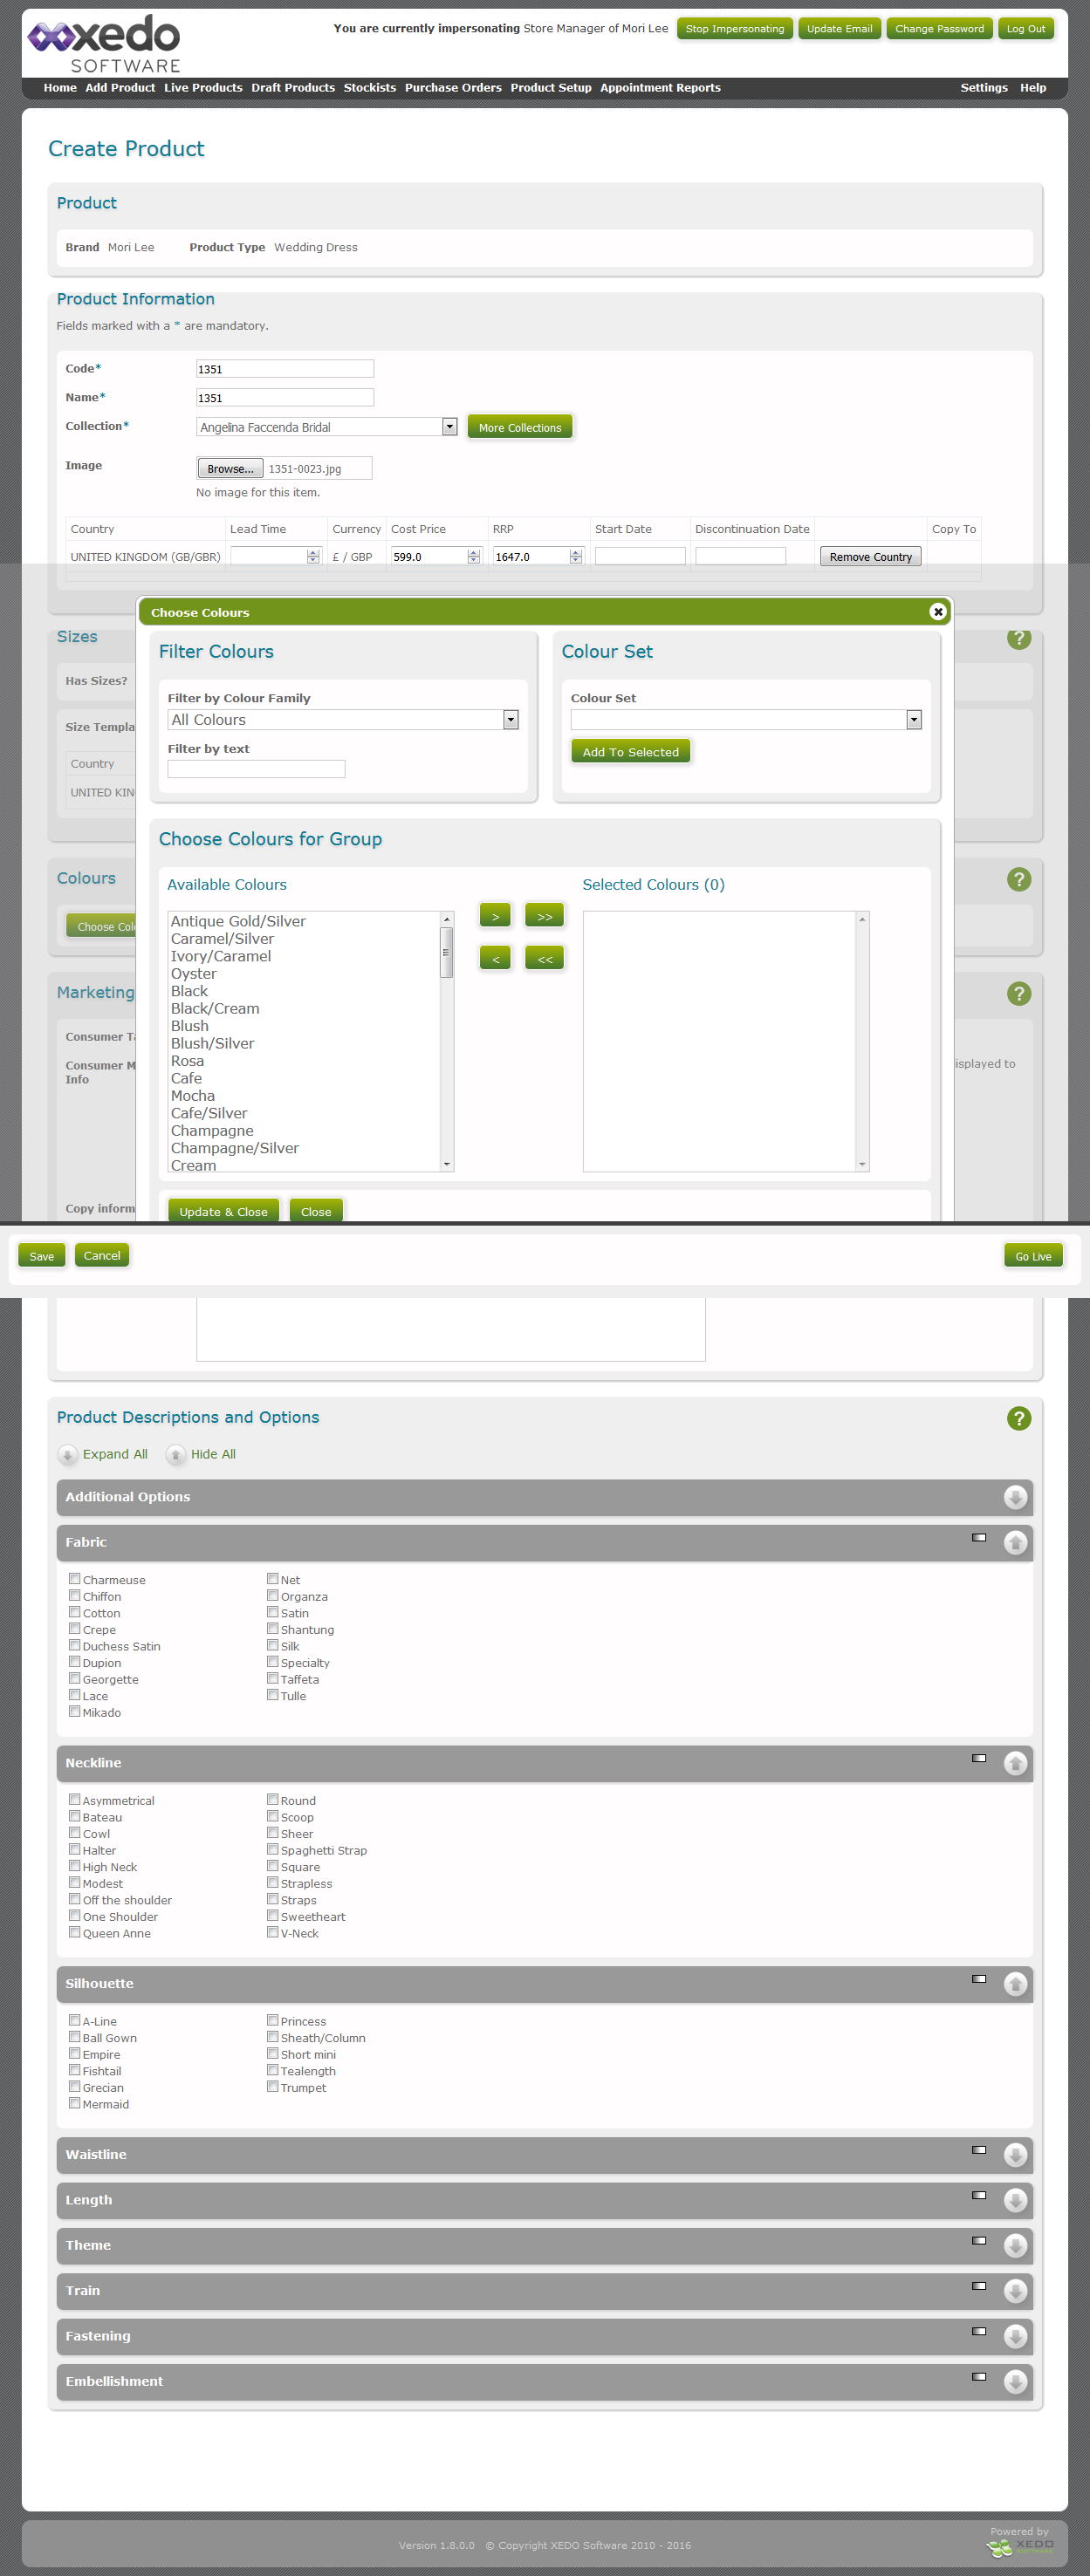 xedo
SOFTWARE
You are currently impersonating Store Manager of Mori Lee Stop Impersonating Update Email Change Password Log Out
Home Add Product Live Products Draft Products Stockists Purchase Orders Product Setup Appointment Reports Settings Help
Create Product
Product
Brand Mori Lee Product Type Wedding Dress
Product Information
Fields marked with a * are mandatory.
Code* 1351
Name* 1351
Collection* Angelina Faccenda Bridal More Collections
Image Browse... 1351-0023.jpg
No image for this item.
Country Lead Time Currency Cost Price RRP Start Date Discontinuation Date Copy To
UNITED KINGDOM (GB/GBR) £ / GBP 599.0 1647.0 Remove Country
Choose Colours
Sizes ?
Filter Colours Colour Set
Has Sizes?
Filter by Colour Family Colour Set
All Colours
Size Templa
Filter by text Add To Selected
Country
UNITED KIN
Choose Colours for Group
Colours ?
Available Colours Selected Colours (0)
Choose Col
> >>
< <<
Antique Gold/Silver
Caramel/Silver
Ivory/Caramel
Oyster
Black
Black/Cream
Blush
Blush/Silver
Rosa
Cafe
Mocha
Cafe/Silver
Champagne
Champagne/Silver
Cream
Marketing ?
Consumer T
Consumer M
Info
isplayed to
Copy inform
Update & Close Close
Save Cancel Go Live
Product Descriptions and Options ?
Expand All Hide All
Additional Options
Fabric
Charmeuse Net
Chiffon Organza
Cotton Satin
Crepe Shantung
Duchess Satin Silk
Dupion Specialty
Georgette Taffeta
Lace Tulle
Mikado
Neckline
Asymmetrical Round
Bateau Scoop
Cowl Sheer
Halter Spaghetti Strap
High Neck Square
Modest Strapless
Off the shoulder Straps
One Shoulder Sweetheart
Queen Anne V-Neck
Silhouette
A-Line Princess
Ball Gown Sheath/Column
Empire Short mini
Fishtail Tealength
Grecian Trumpet
Mermaid
Waistline
Length
Theme
Train
Fastening
Embellishment
Version 1.8.0.0 © Copyright XEDO Software 2010 - 2016
Powered by
XEDO